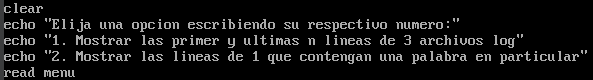 clear
echo "Elija una opcion escribiendo su respectivo numero:"
echo "1. Mostrar las primer y ultimas n lineas de 3 archivos log"
echo "2. Mostrar las lineas de 1 que contengan una palabra en particular"
read menu